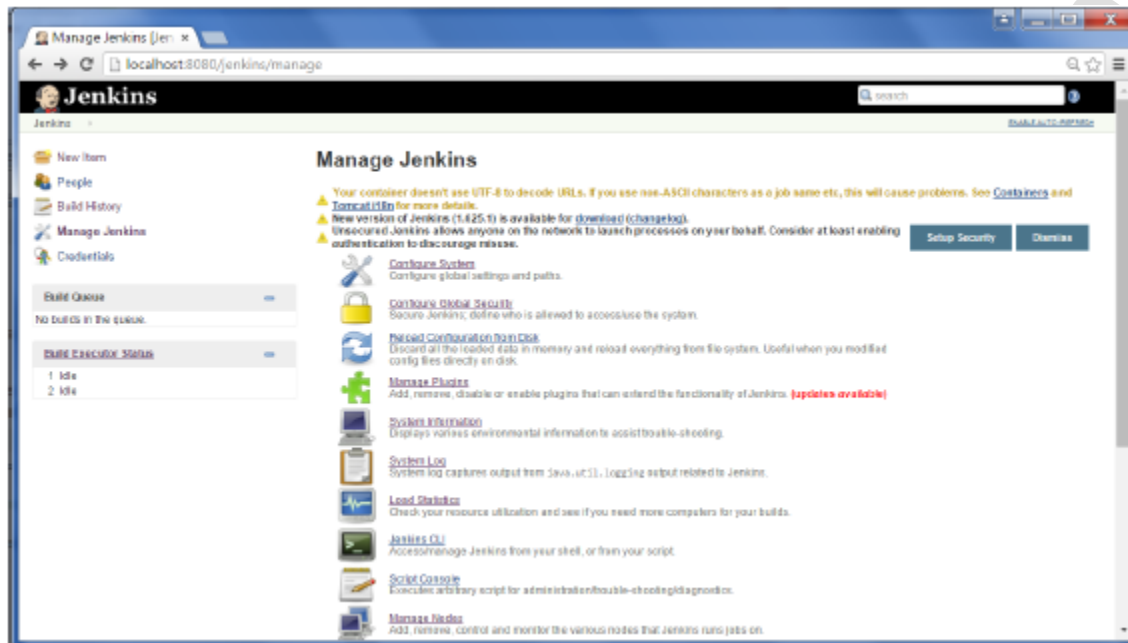 Manage Jenkins [Jen
localhost:8080/jenkins/manage
Jenkins
search
Jenkins
ENABLE AUTO REFRESH
New Item
People
Build History
Manage Jenkins
Credentials
Build Queue
No builds in the queue.
Build Executor Status
1 Idle
2 Idle
Manage Jenkins
Your container doesn't use UTF-8 to decode URLs. If you use non-ASCII characters as a job name etc, this will cause problems. See Containers and
Tomcat i18n for more details.
New version of Jenkins (1.625.1) is available for download (changelog).
Unsecured Jenkins allows anyone on the network to launch processes on your behalf. Consider at least enabling
authentication to discourage misuse.
Setup Security
Dismiss
Configure System
Configure global settings and paths.
Configure Global Security
Secure Jenkins; define who is allowed to access/use the system.
Reload Configuration from Disk
Discard all the loaded data in memory and reload everything from file system. Useful when you modified
config files directly on disk.
Manage Plugins
Add, remove, disable or enable plugins that can extend the functionality of Jenkins. (updates available)
System Information
Displays various environmental information to assist trouble-shooting.
System Log
System log captures output from java.util.logging output related to Jenkins.
Load Statistics
Check your resource utilization and see if you need more computers for your builds.
Jenkins CLI
Access/manage Jenkins from your shell, or from your script.
Script Console
Executes arbitrary script for administration/trouble-shooting/diagnostics.
Manage Nodes
Add, remove, control and monitor the various nodes that Jenkins runs jobs on.